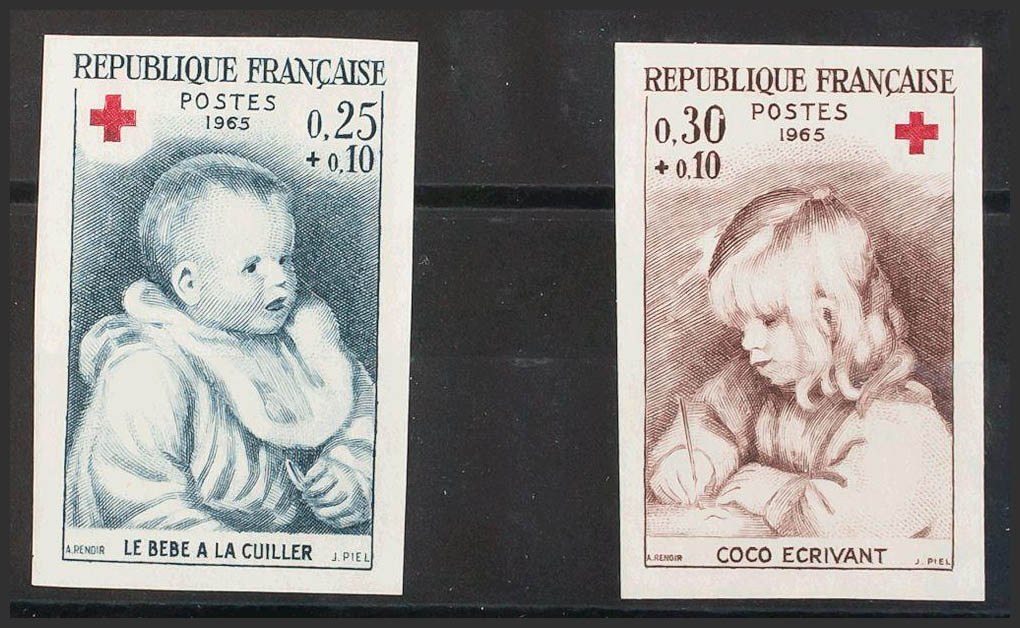 REPUBLIQUE FRANÇAISE
POSTES
1965
0,25
+ 0,10
A.RENOIR LE BEBE A LA CUILLER J. PIEL
REPUBLIQUE FRANÇAISE
0,30
+ 0,10
POSTES
1965
A.RENOIR COCO ECRIVANT J. PIEL